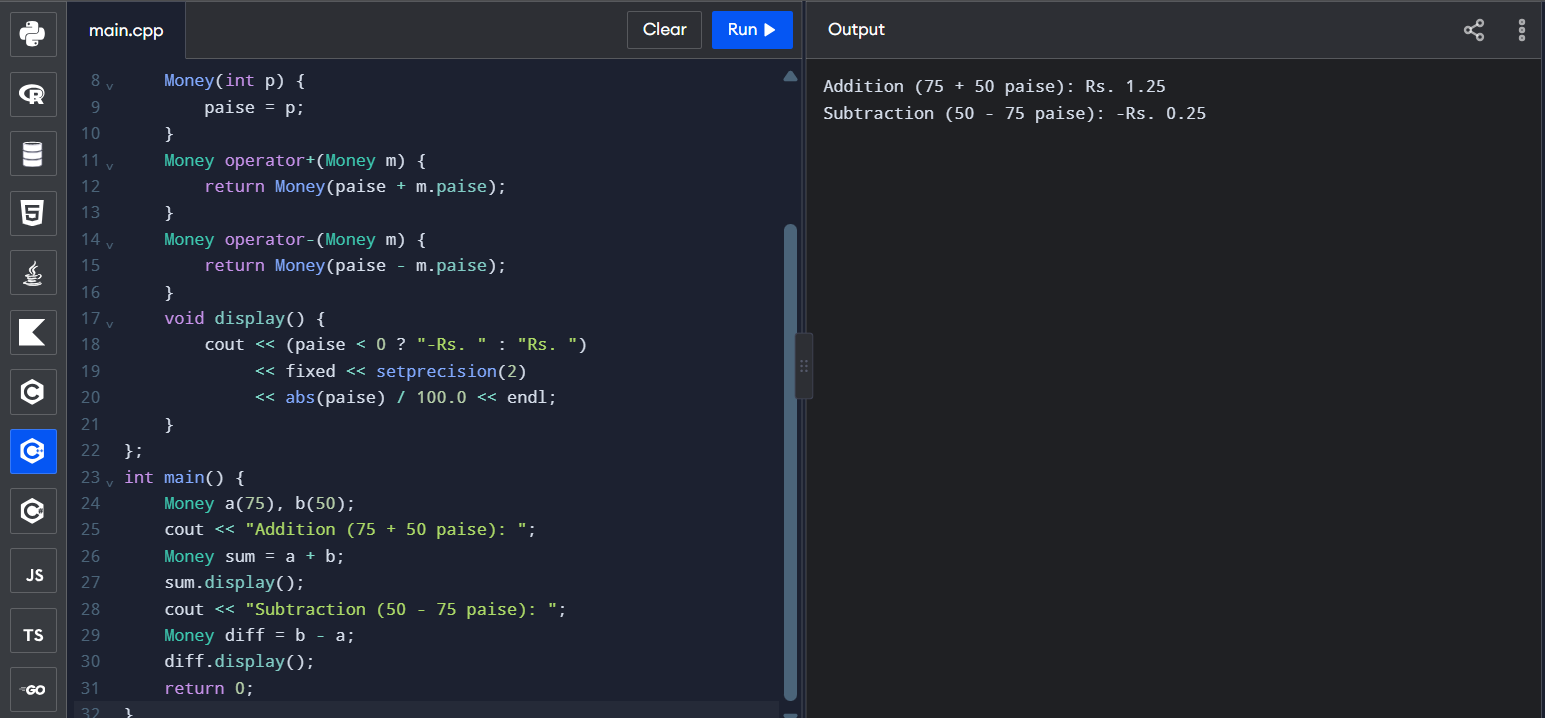 main.cpp
Clear
Run
Output
JS
TS
GO
8 Money(int p) {
9 paise = p;
10 }
11 Money operator+(Money m) {
12 return Money(paise + m.paise);
13 }
14 Money operator-(Money m) {
15 return Money(paise - m.paise);
16 }
17 void display() {
18 cout << (paise < 0 ? "-Rs. " : "Rs. ")
19 << fixed << setprecision(2)
20 << abs(paise) / 100.0 << endl;
21 }
22 };
23 int main() {
24 Money a(75), b(50);
25 cout << "Addition (75 + 50 paise): ";
26 Money sum = a + b;
27 sum.display();
28 cout << "Subtraction (50 - 75 paise): ";
29 Money diff = b - a;
30 diff.display();
31 return 0;
32 }
Addition (75 + 50 paise): Rs. 1.25
Subtraction (50 - 75 paise): -Rs. 0.25